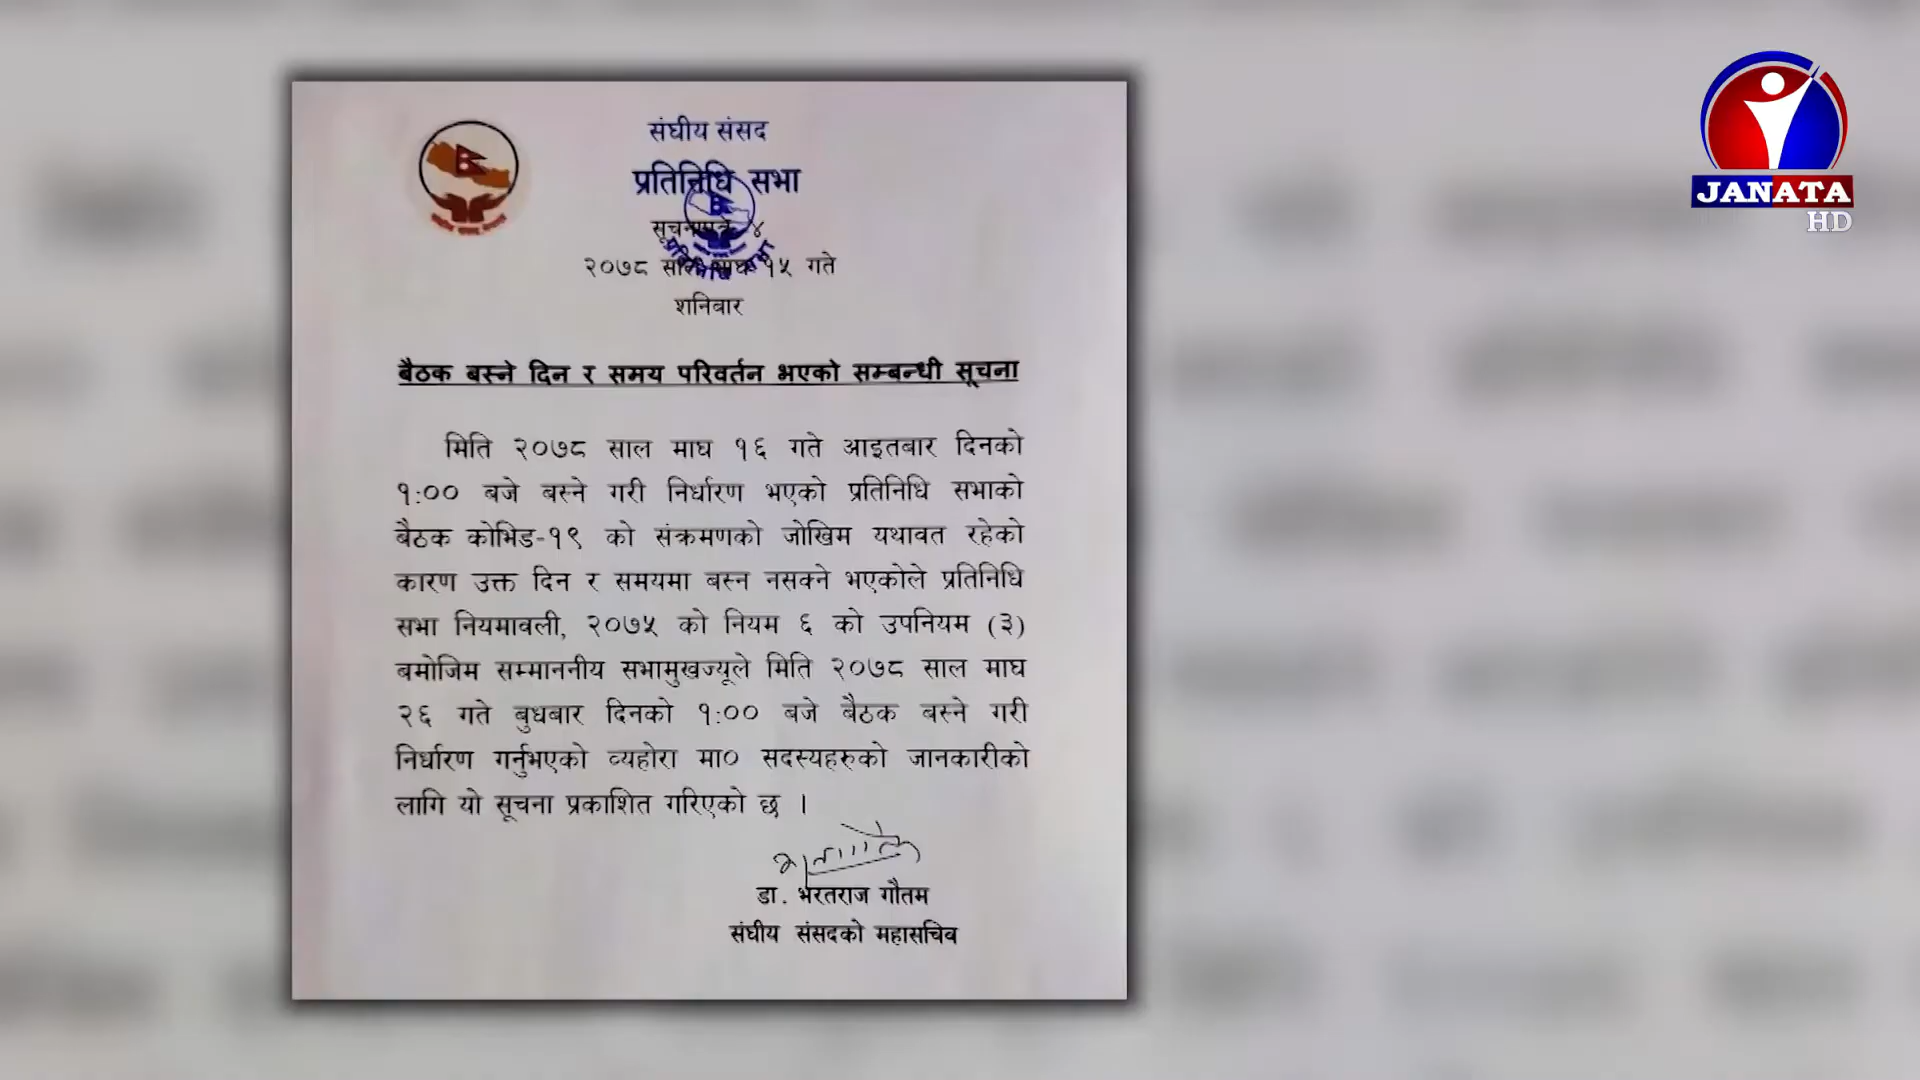 संघीय संसद
प्रतिनिधि सभा
सूचनापत्र ४
२०७८ साल माघ १५ गते
शनिबार
बैठक बस्ने दिन र समय परिवर्तन भएको सम्बन्धी सूचना
मिति २०७८ साल माघ १६ गते आइतबार दिनको
१:०० बजे बस्ने गरी निर्धारण भएको प्रतिनिधि सभाको
बैठक कोभिड-१९ को संक्रमणको जोखिम यथावत रहेको
कारण उक्त दिन र समयमा बस्न नसक्ने भएकोले प्रतिनिधि
सभा नियमावली, २०७५ को नियम ६ को उपनियम (३)
बमोजिम सम्माननीय सभामुखज्यूले मिति २०७८ साल माघ
२६ गते बुधबार दिनको १:०० बजे बैठक बस्ने गरी
निर्धारण गर्नुभएको व्यहोरा मा० सदस्यहरुको जानकारीको
लागि यो सूचना प्रकाशित गरिएको छ ।
डा. भरतराज गौतम
संघीय संसदको महासचिव
JANATA
HD